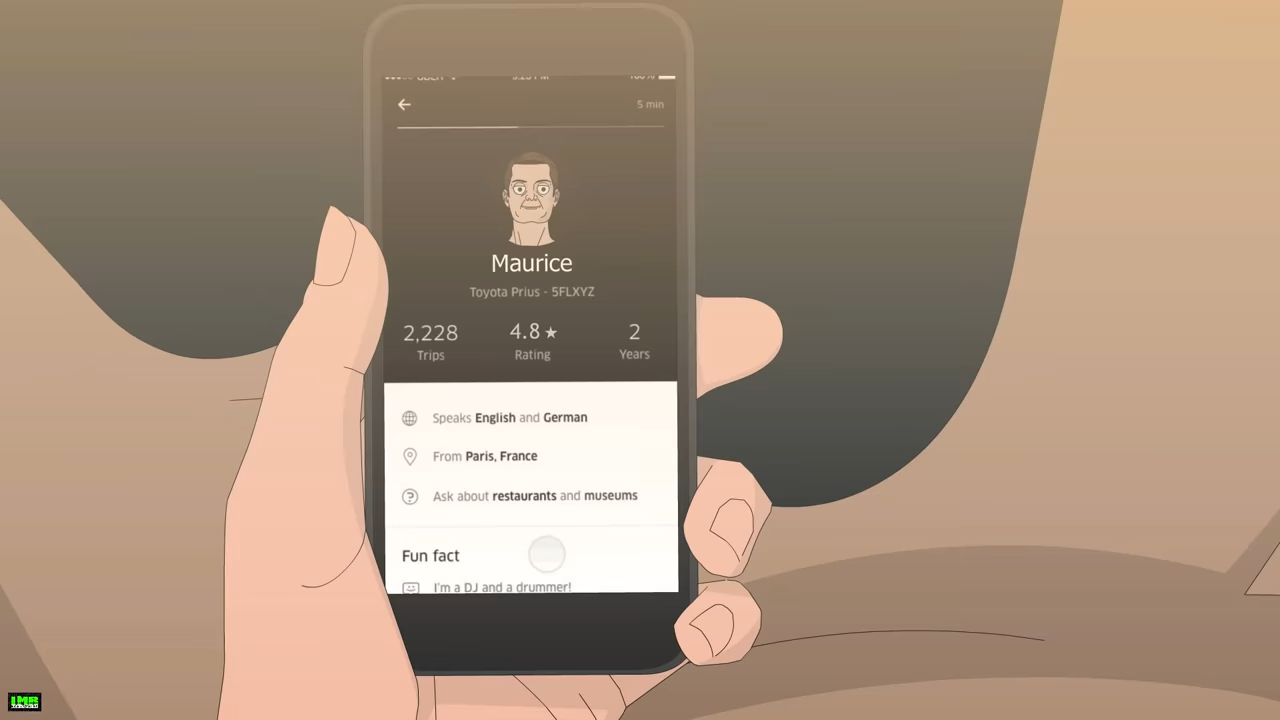 5 min
Maurice
Toyota Prius - 5FLXYZ
2,228 4.8 ★ 2
Trips Rating Years
Speaks English and German
From Paris, France
Ask about restaurants and museums
Fun fact
I'm a DJ and a drummer!